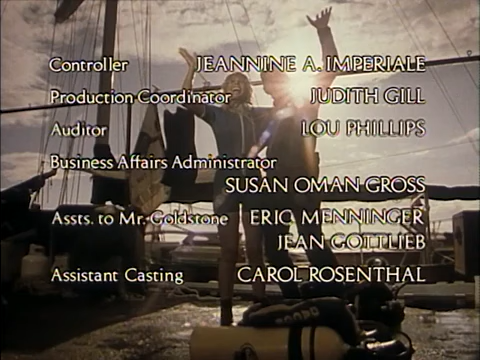 Controller JEANNINE A. IMPERIALE
Production Coordinator JUDITH GILL
Auditor LOU PHILLIPS
Business Affairs Administrator
SUSAN OMAN GROSS
Assts. to Mr. Goldstone ERIC MENNINGER
JEAN GOTTLIEB
Assistant Casting CAROL ROSENTHAL